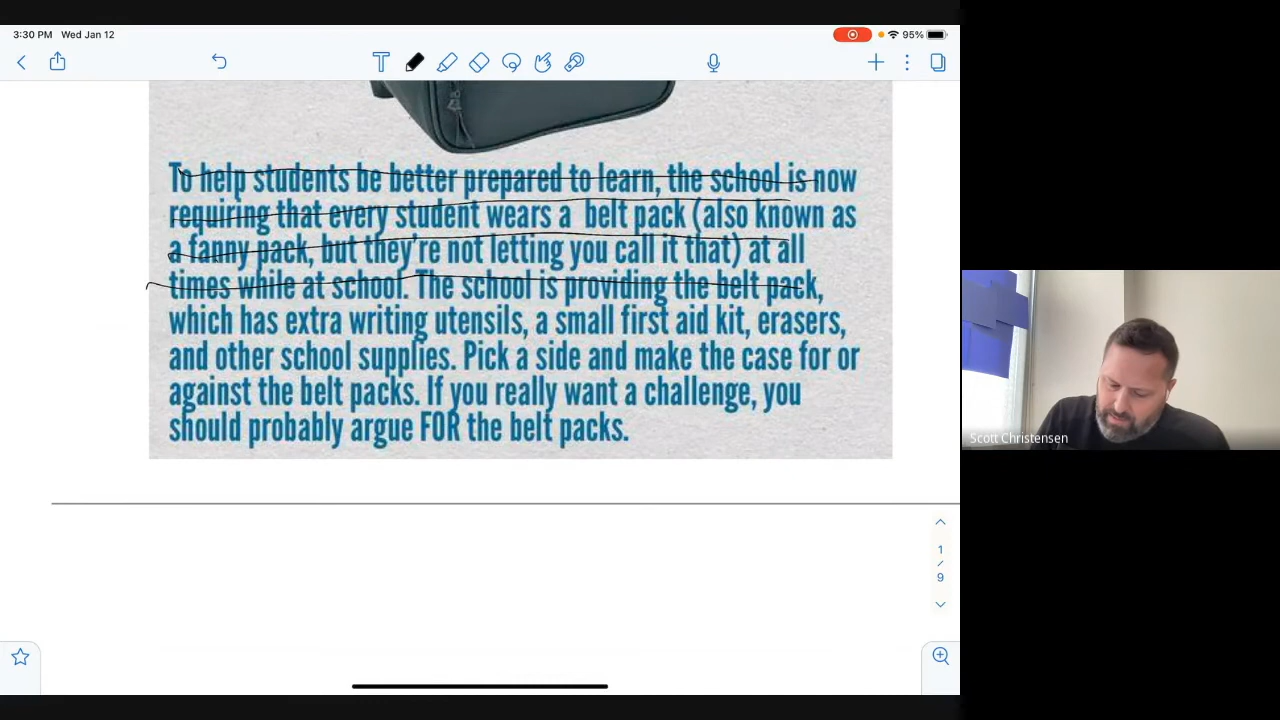 3:30 PM Wed Jan 12
95%
To help students be better prepared to learn, the school is now
requiring that every student wears a belt pack (also known as
a fanny pack, but they're not letting you call it that) at all
times while at school. The school is providing the belt pack,
which has extra writing utensils, a small first aid kit, erasers,
and other school supplies. Pick a side and make the case for or
against the belt packs. If you really want a challenge, you
should probably argue FOR the belt packs.
1
/
9
Scott Christensen